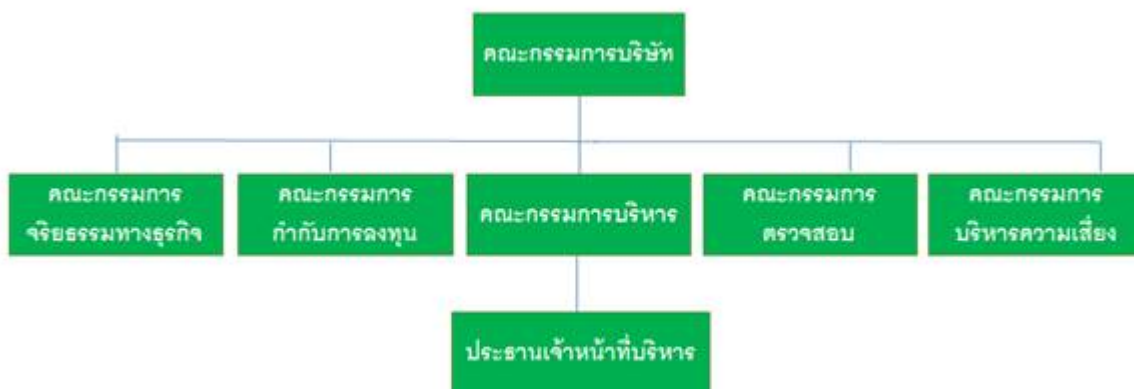 คณะกรรมการบริษัท
คณะกรรมการ
จริยธรรมทางธุรกิจ
คณะกรรมการ
กำกับการลงทุน
คณะกรรมการบริหาร
คณะกรรมการ
ตรวจสอบ
คณะกรรมการ
บริหารความเสี่ยง
ประธานเจ้าหน้าที่บริหาร